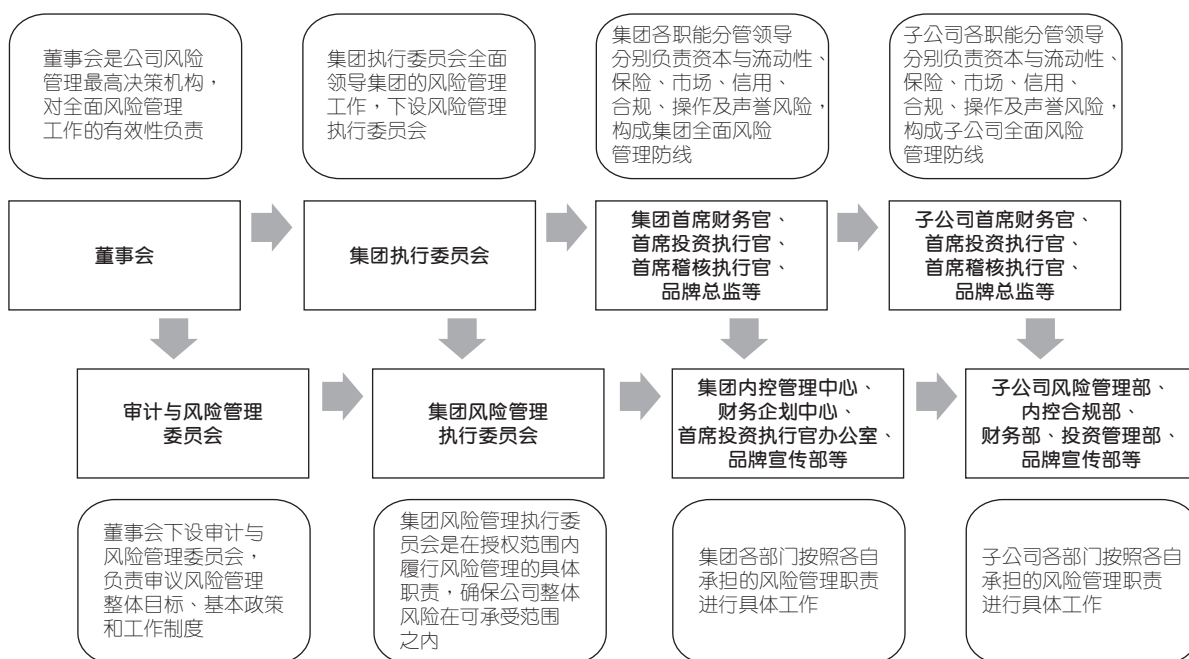 董事会是公司风险
管理最高决策机构，
对全面风险管理
工作的有效性负责
集团执行委员会全面
领导集团的风险管理
工作，下设风险管理
执行委员会
集团各职能分管领导
分别负责资本与流动性、
保险、市场、信用、
合规、操作及声誉风险，
构成集团全面风险
管理防线
子公司各职能分管领导
分别负责资本与流动性、
保险、市场、信用、
合规、操作及声誉风险，
构成子公司全面风险
管理防线
董事会
集团执行委员会
集团首席财务官、
首席投资执行官、
首席稽核执行官、
品牌总监等
子公司首席财务官、
首席投资执行官、
首席稽核执行官、
品牌总监等
审计与风险管理
委员会
集团风险管理
执行委员会
集团内控管理中心、
财务企划中心、
首席投资执行官办公室、
品牌宣传部等
子公司风险管理部、
内控合规部、
财务部、投资管理部、
品牌宣传部等
董事会下设审计与
风险管理委员会，
负责审议风险管理
整体目标、基本政策
和工作制度
集团风险管理执行委
员会是在授权范围内
履行风险管理的具体
职责，确保公司整体
风险在可承受范围
之内
集团各部门按照各自
承担的风险管理职责
进行具体工作
子公司各部门按照各自
承担的风险管理职责
进行具体工作